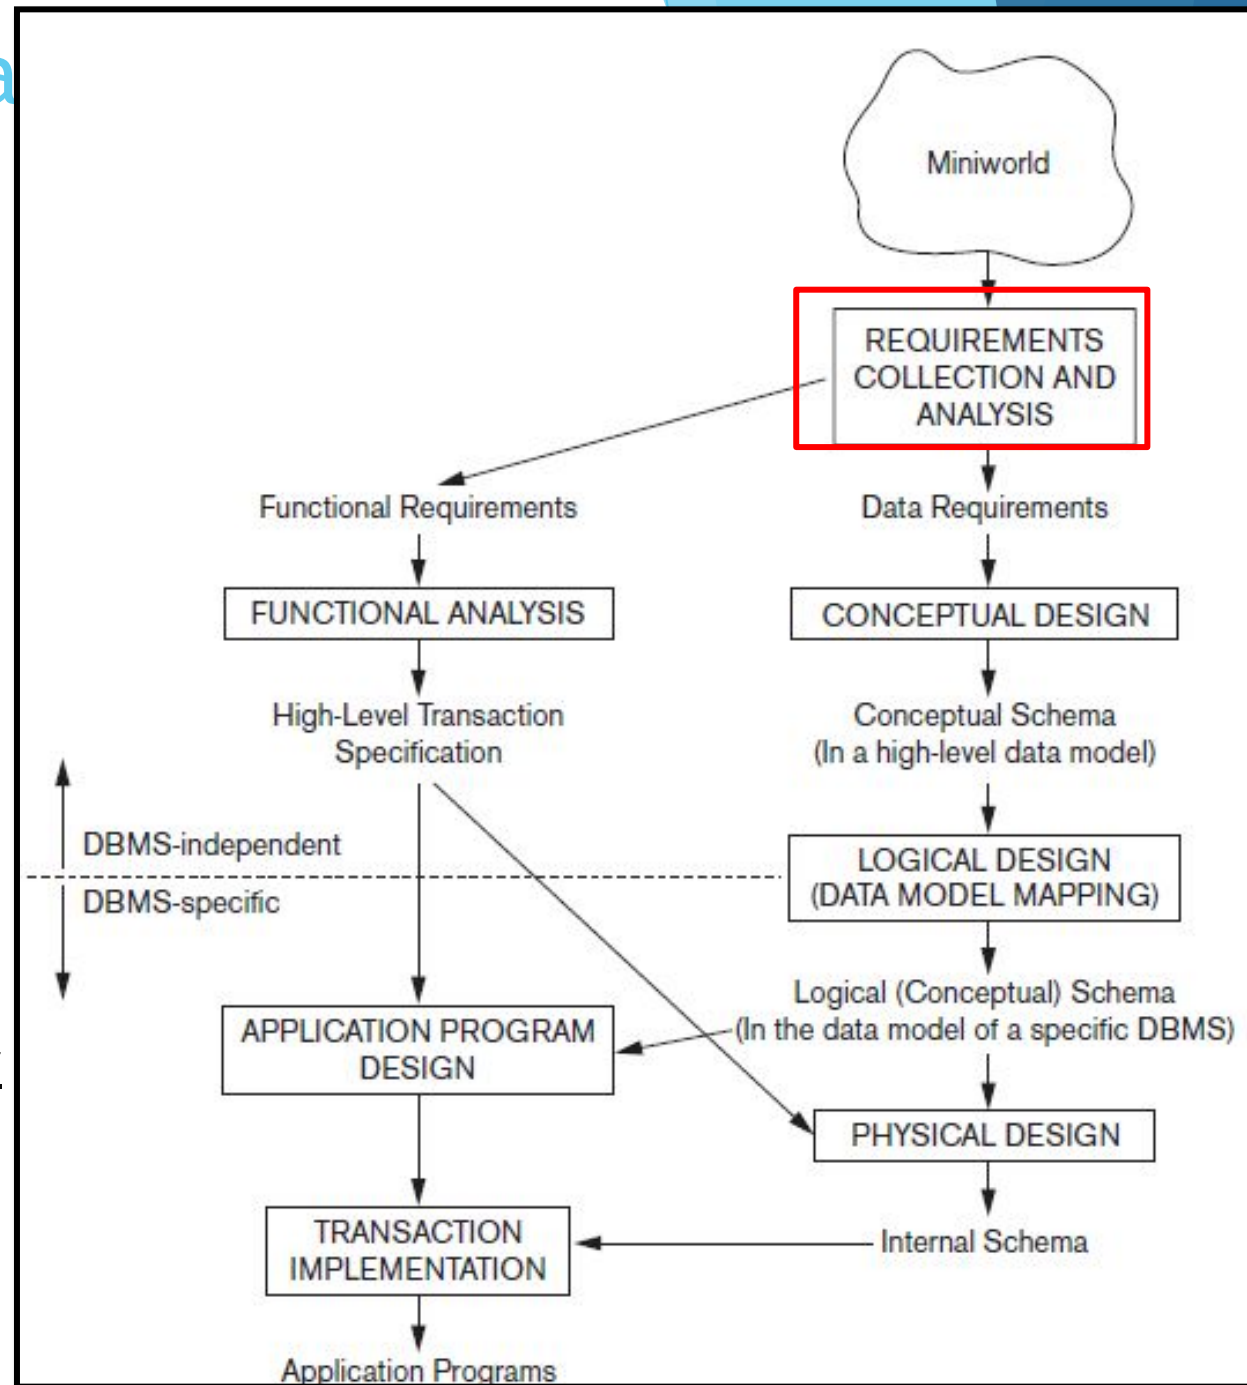 a
Miniworld
REQUIREMENTS
COLLECTION AND
ANALYSIS
Functional Requirements
Data Requirements
FUNCTIONAL ANALYSIS
CONCEPTUAL DESIGN
High-Level Transaction
Specification
Conceptual Schema
(In a high-level data model)
DBMS-independent
DBMS-specific
LOGICAL DESIGN
(DATA MODEL MAPPING)
Logical (Conceptual) Schema
(In the data model of a specific DBMS)
APPLICATION PROGRAM
DESIGN
PHYSICAL DESIGN
TRANSACTION
IMPLEMENTATION
Internal Schema
Application Programs